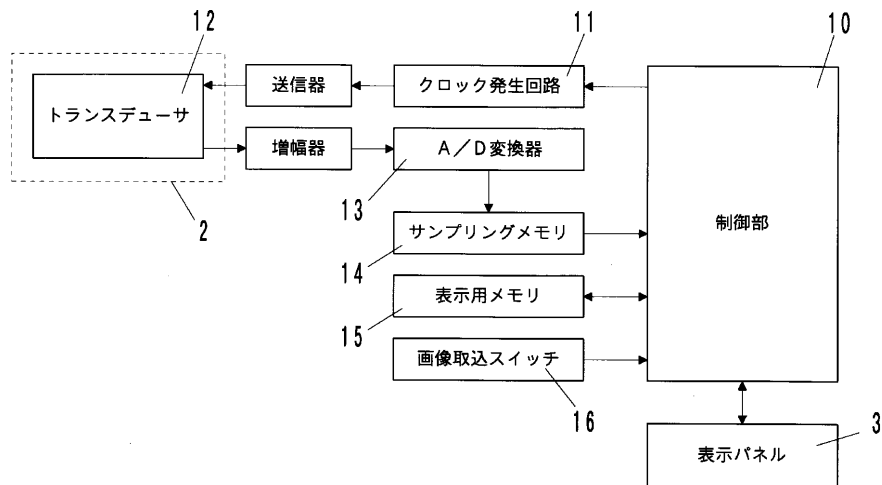 12
11
10
送信器
クロック発生回路
トランスデューサ
増幅器
A/D変換器
13
2
制御部
サンプリングメモリ
14
表示用メモリ
15
画像取込スイッチ
16
3
表示パネル